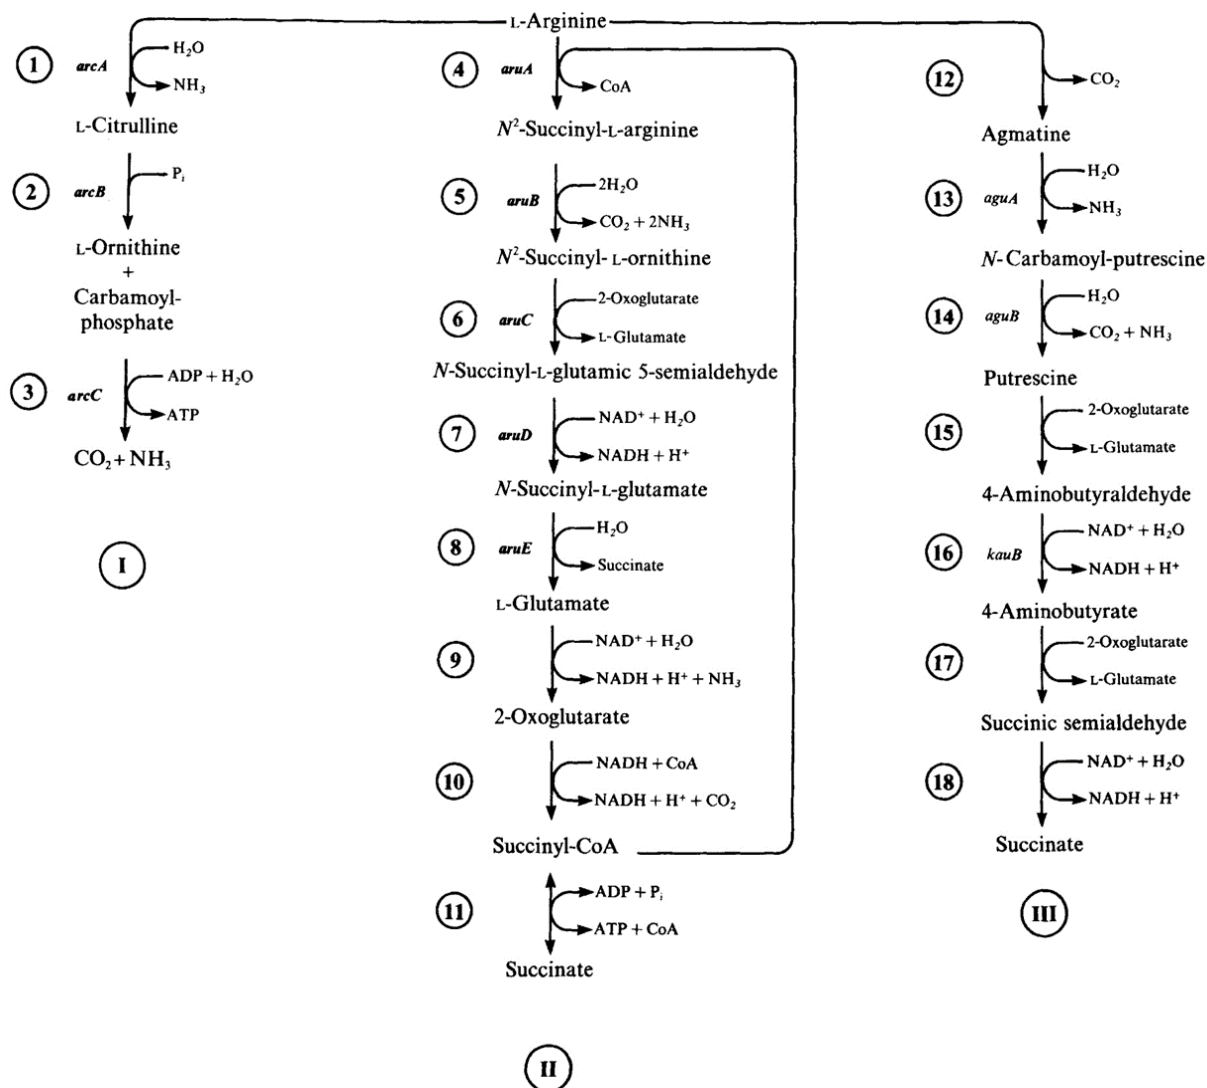 L-Arginine
1 arcA H₂O
NH₃
L-Citrulline
2 arcB Pᵢ
L-Ornithine
+
Carbamoyl-
phosphate
3 arcC ADP + H₂O
ATP
CO₂ + NH₃
I
4 aruA
CoA
N²-Succinyl-L-arginine
5 aruB 2H₂O
CO₂ + 2NH₃
N²-Succinyl- L-ornithine
6 aruC 2-Oxoglutarate
L-Glutamate
N-Succinyl-L-glutamic 5-semialdehyde
7 aruD NAD⁺ + H₂O
NADH + H⁺
N-Succinyl-L-glutamate
8 aruE H₂O
Succinate
L-Glutamate
9 NAD⁺ + H₂O
NADH + H⁺ + NH₃
2-Oxoglutarate
10 NADH + CoA
NADH + H⁺ + CO₂
Succinyl-CoA
11 ADP + Pᵢ
ATP + CoA
Succinate
II
12 CO₂
Agmatine
13 aguA H₂O
NH₃
N- Carbamoyl-putrescine
14 aguB H₂O
CO₂ + NH₃
Putrescine
15 2-Oxoglutarate
L-Glutamate
4-Aminobutyraldehyde
16 kauB NAD⁺ + H₂O
NADH + H⁺
4-Aminobutyrate
17 2-Oxoglutarate
L-Glutamate
Succinic semialdehyde
18 NAD⁺ + H₂O
NADH + H⁺
Succinate
III